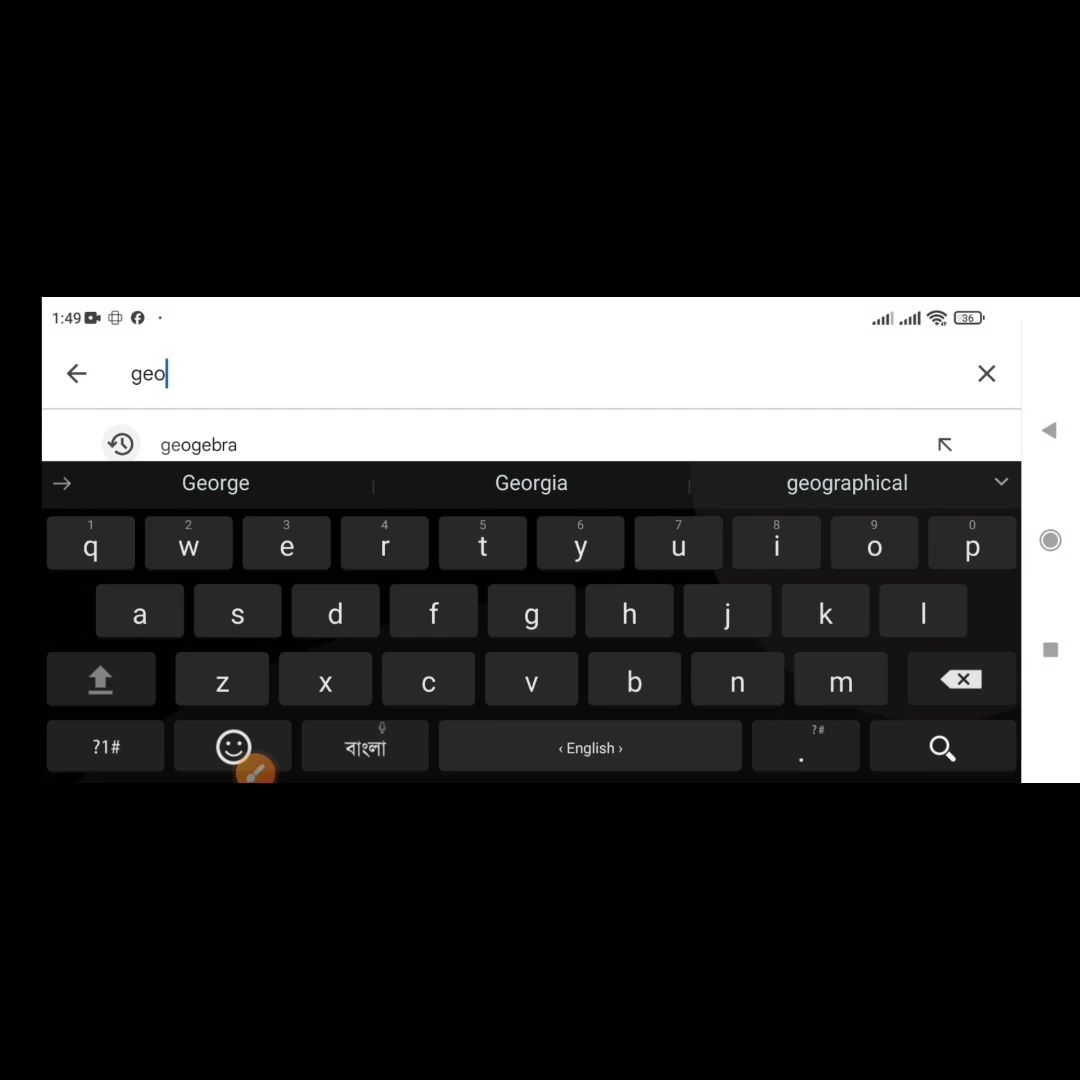 1:49 36
geo
geogebra
George Georgia geographical
1 2 3 4 5 6 7 8 9 0
q w e r t y u i o p
a s d f g h j k l
z x c v b n m
?1# বাংলা ‹ English › ?# .